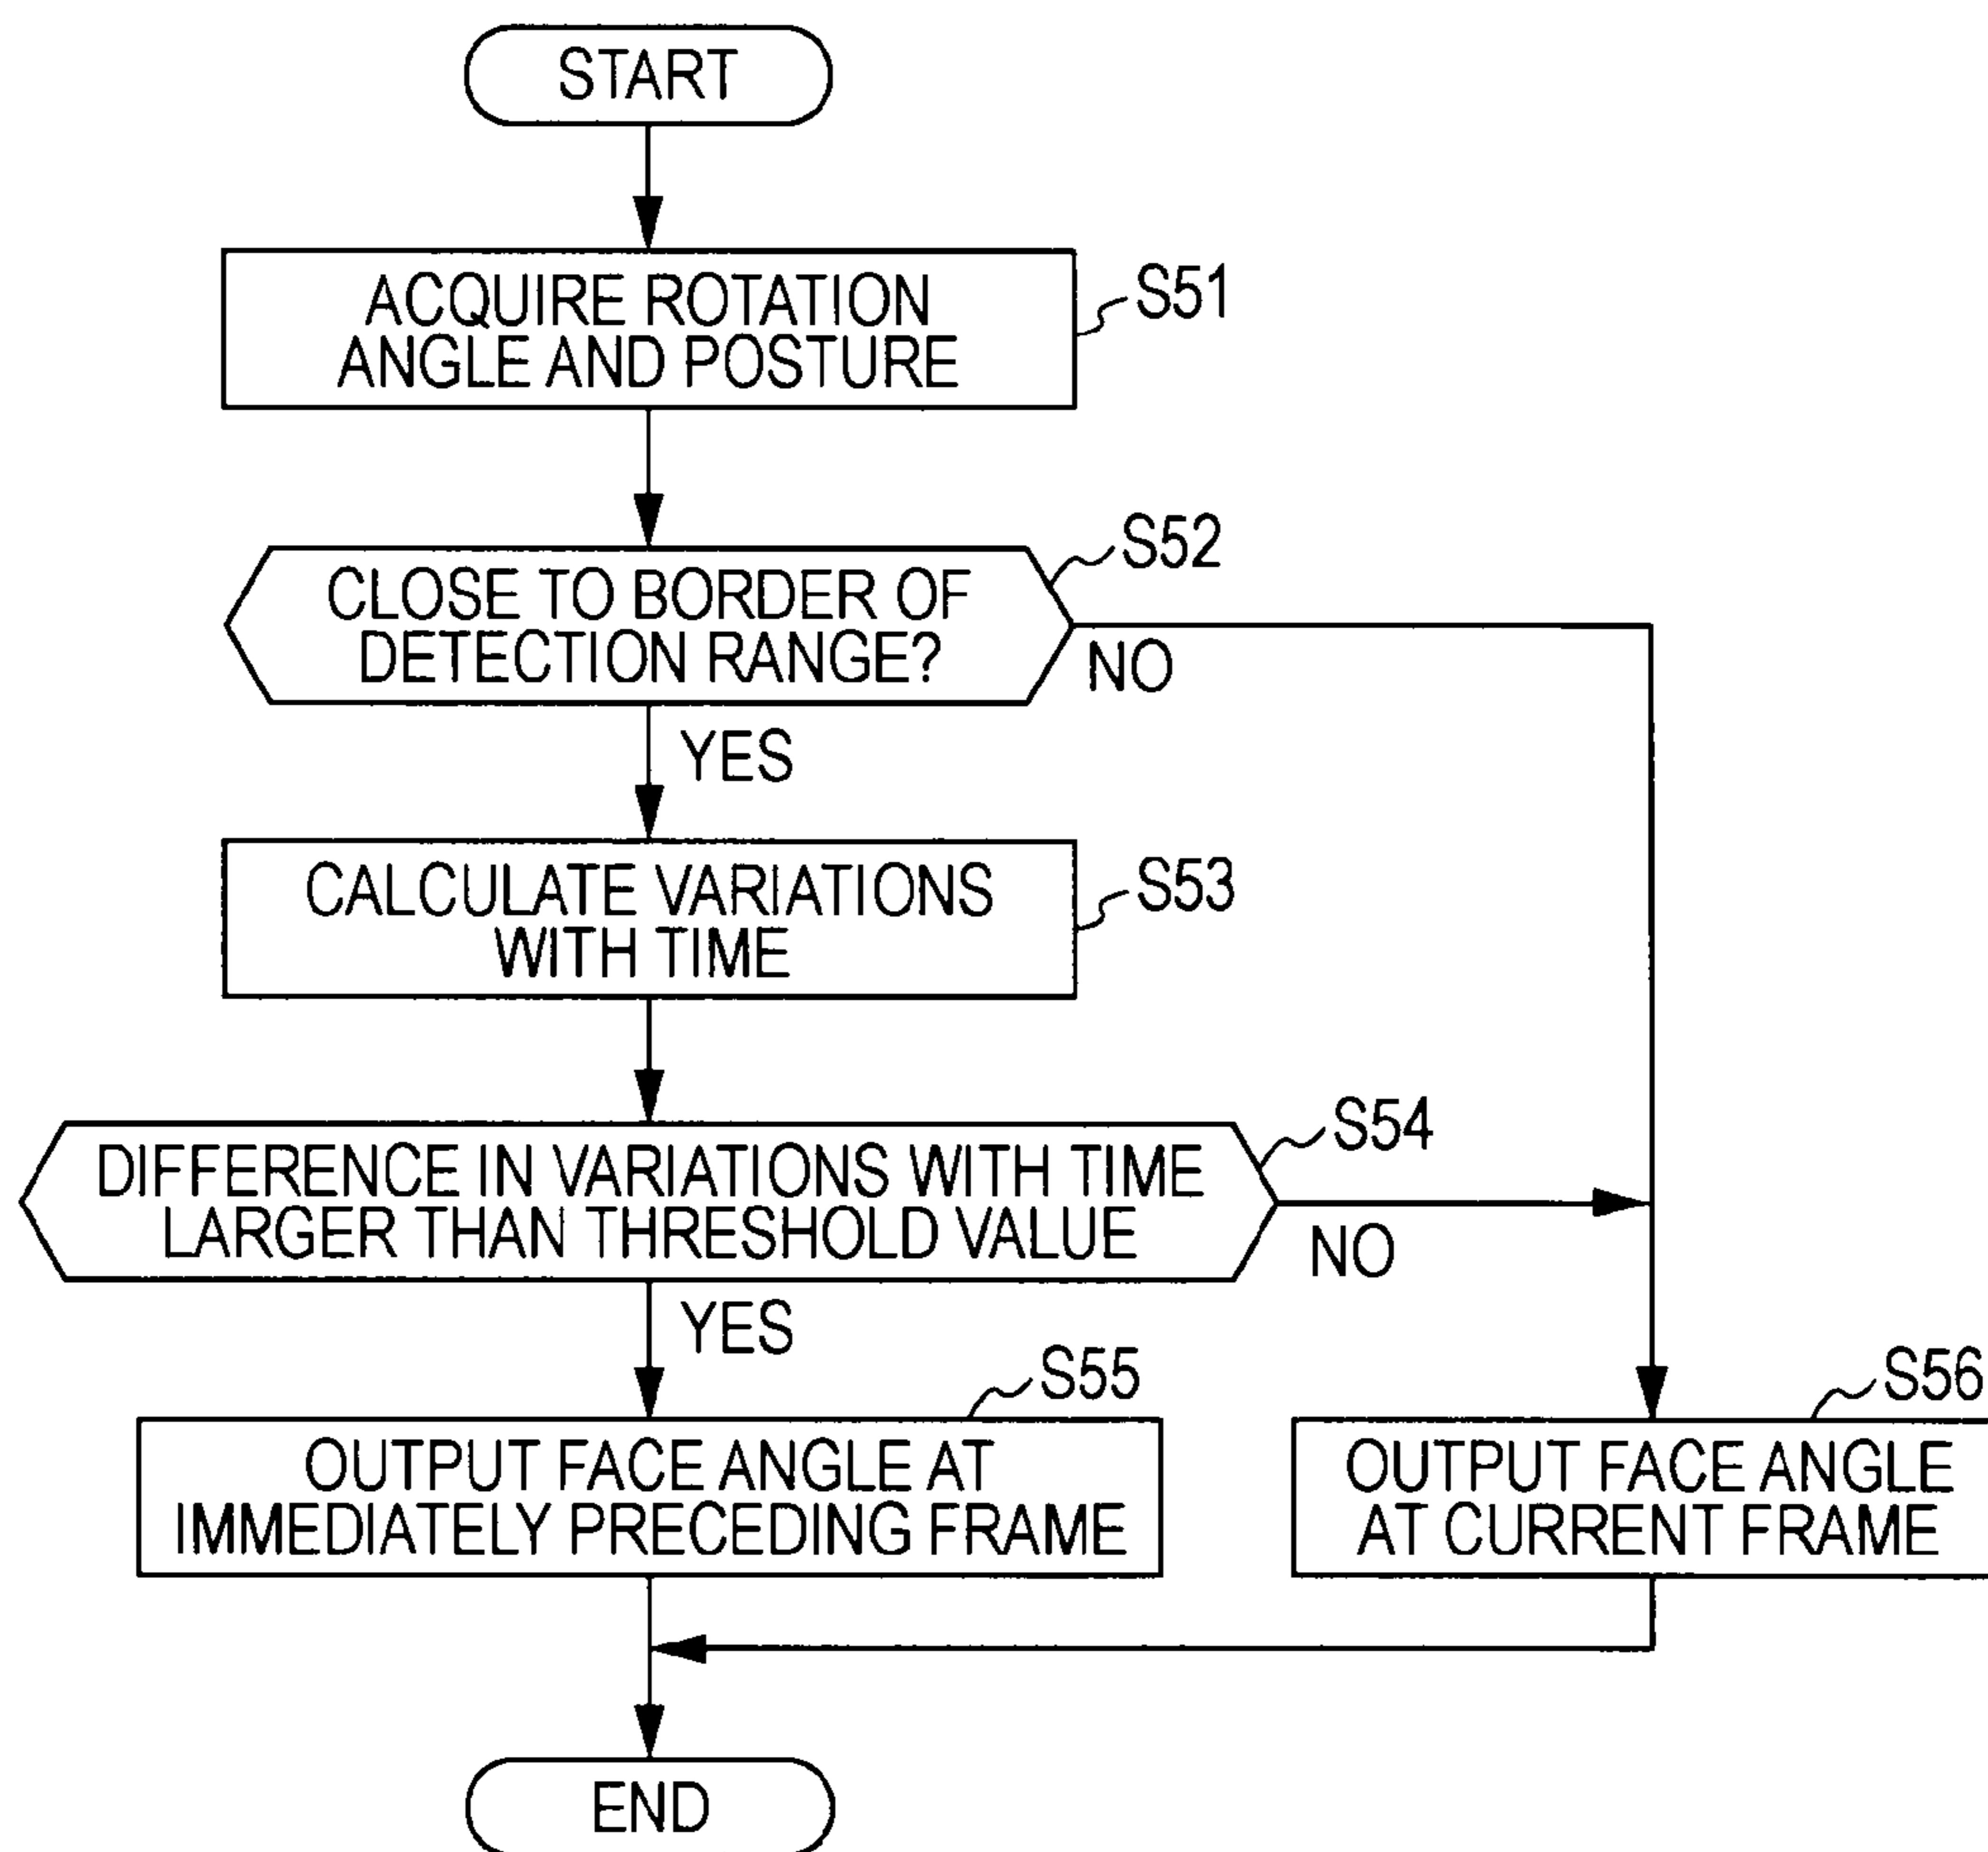 START
ACQUIRE ROTATION
ANGLE AND POSTURE
S51
CLOSE TO BORDER OF
DETECTION RANGE?
S52
NO
YES
CALCULATE VARIATIONS
WITH TIME
S53
DIFFERENCE IN VARIATIONS WITH TIME
LARGER THAN THRESHOLD VALUE
S54
NO
YES
OUTPUT FACE ANGLE AT
IMMEDIATELY PRECEDING FRAME
S55
OUTPUT FACE ANGLE
AT CURRENT FRAME
S56
END